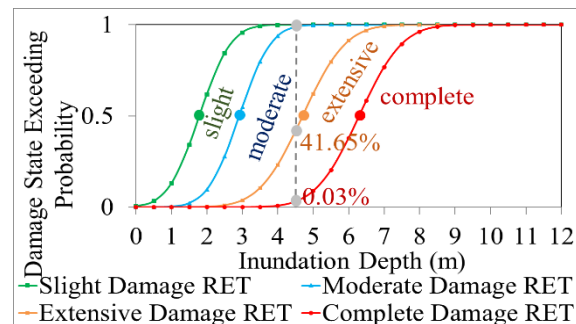 Damage State Exceeding
Probability
1
0.5
0
slight
moderate
extensive
complete
41.65%
0.03%
0 1 2 3 4 5 6 7 8 9 10 11 12
Inundation Depth (m)
Slight Damage RET
Moderate Damage RET
Extensive Damage RET
Complete Damage RET